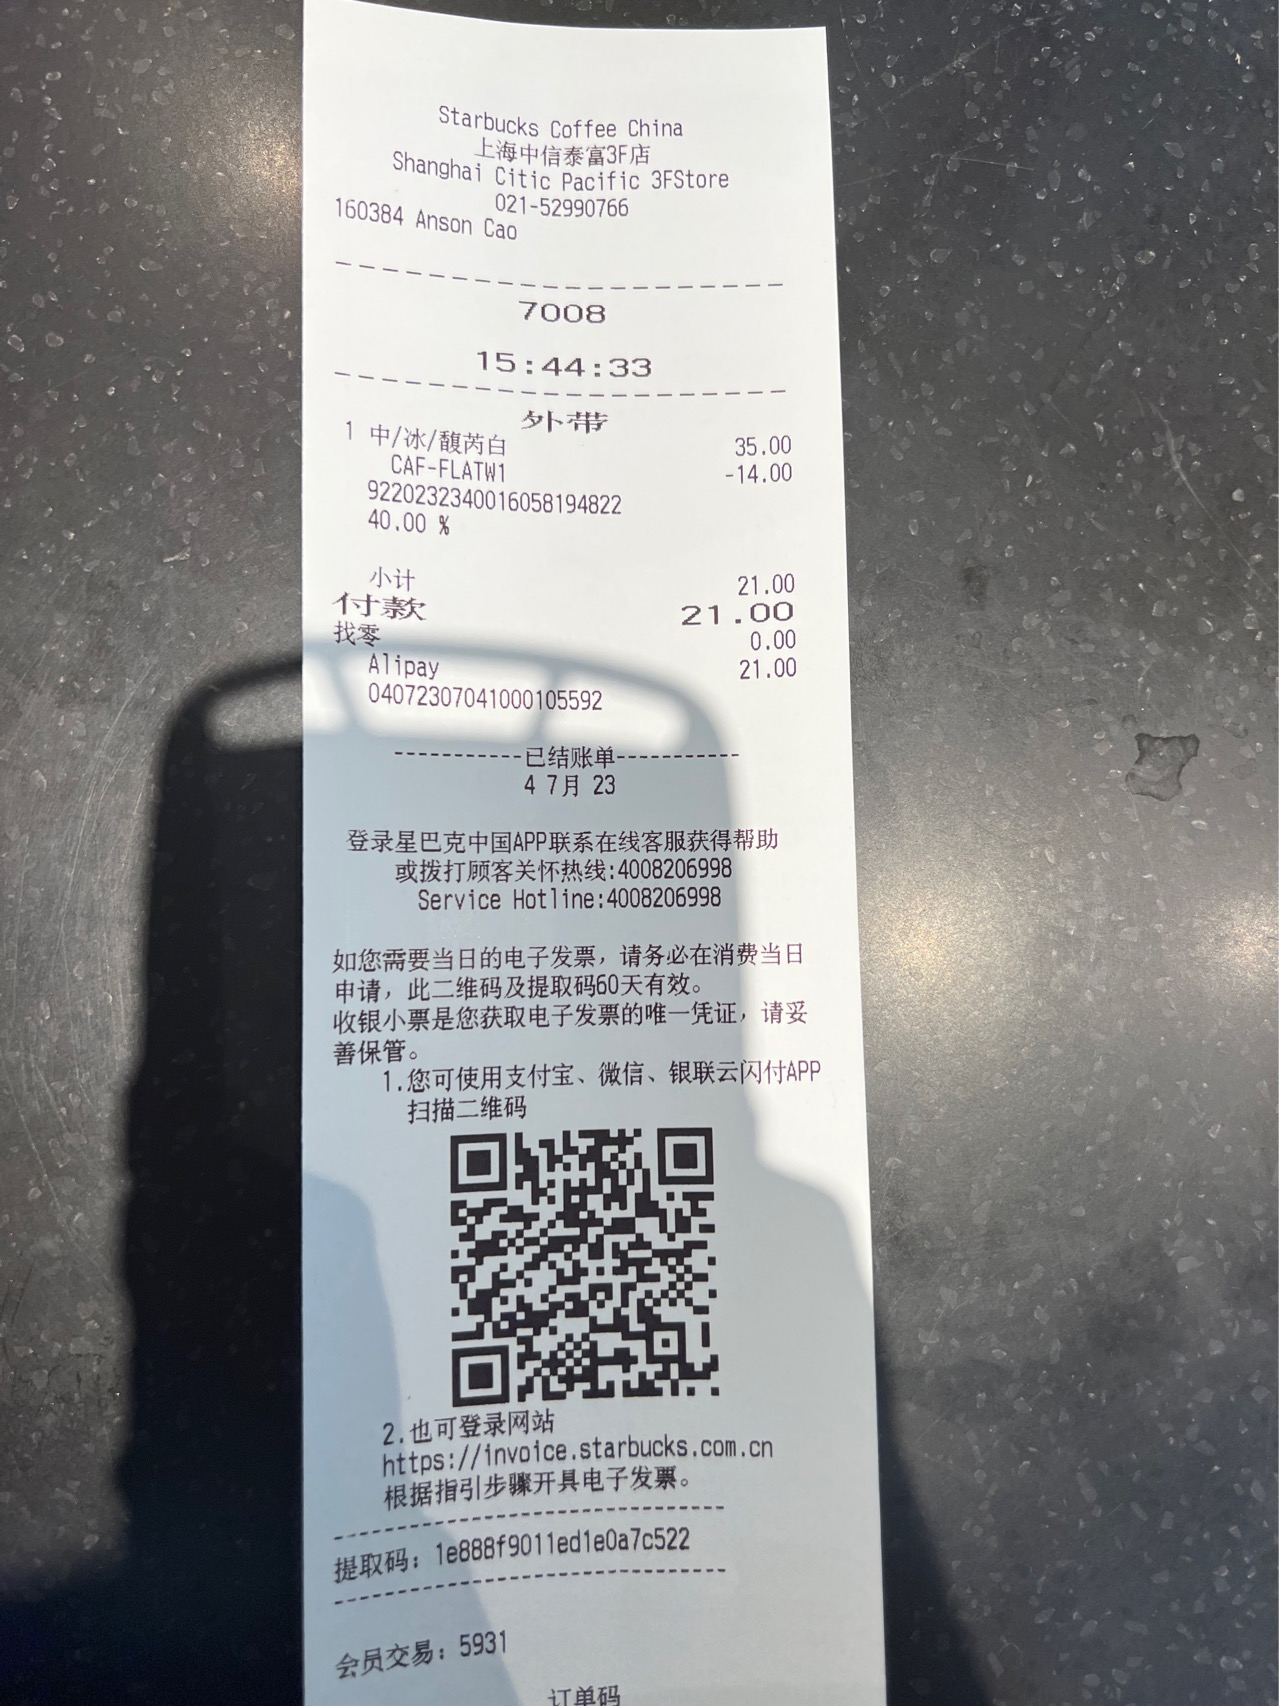 Starbucks Coffee China
上海中信泰富3F店
Shanghai Citic Pacific 3FStore
021-52990766
160384 Anson Cao
7008
15:44:33
外带
1 中/冰/馥芮白 35.00
CAF-FLATW1 -14.00
9220232340016058194822
40.00 %
小计 21.00
付款 21.00
找零 0.00
Alipay 21.00
04072307041000105592
-----------已结账单-----------
4 7月 23
登录星巴克中国APP联系在线客服获得帮助
或拨打顾客关怀热线:4008206998
Service Hotline:4008206998
如您需要当日的电子发票，请务必在消费当日
申请，此二维码及提取码60天有效。
收银小票是您获取电子发票的唯一凭证，请妥
善保管。
1.您可使用支付宝、微信、银联云闪付APP
扫描二维码
2.也可登录网站
https://invoice.starbucks.com.cn
根据指引步骤开具电子发票。
提取码：1e888f9011ed1e0a7c522
会员交易：5931
订单码